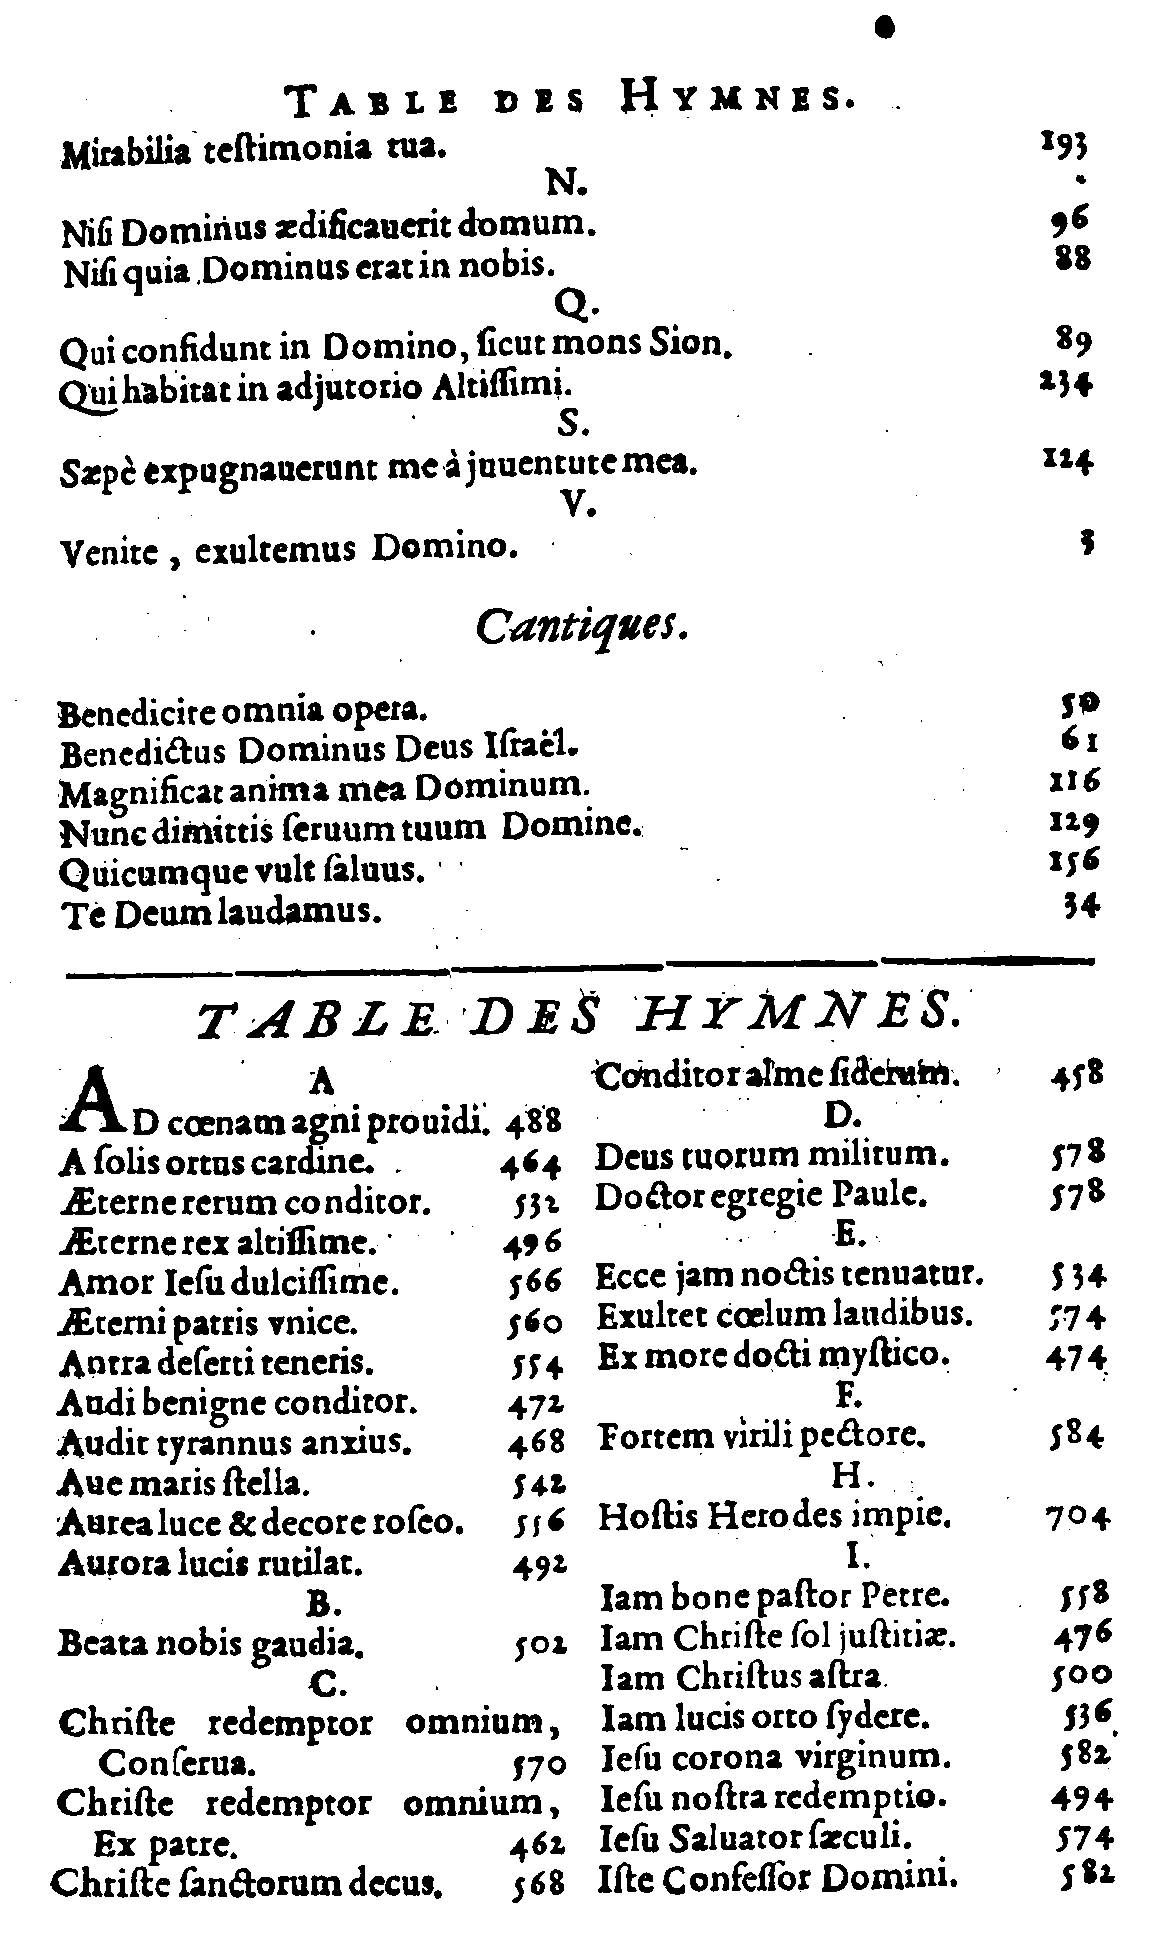 TABLE DES HYMNES.
Mirabilia teſtimonia tua. 193
N.
Niſi Dominus ædificauerit domum. 96
Niſi quia Dominus erat in nobis. 88
Q.
Qui confidunt in Domino, ſicut mons Sion. 89
Qui habitat in adjutorio Altiſſimi. 234
S.
Sæpè expugnauerunt me à juuentute mea. 124
V.
Venite, exultemus Domino. 3
Cantiques.
Benedicite omnia opera. 50
Benedictus Dominus Deus Iſraël. 61
Magnificat anima mea Dominum. 116
Nunc dimittis ſeruum tuum Domine. 129
Quicumque vult ſaluus. 156
Te Deum laudamus. 34
TABLE DES HYMNES.
A
AD cœnam agni prouidi. 488
A ſolis ortus cardine. 464
Æterne rerum conditor. 532
Æterne rex altiſſime. 496
Amor Ieſu dulciſſime. 566
Æterni patris vnice. 560
Antra deſerti teneris. 554
Audi benigne conditor. 472
Audit tyrannus anxius. 468
Aue maris ſtella. 542
Aurea luce & decore roſeo. 556
Aurora lucis rutilat. 492
B.
Beata nobis gaudia. 502
C.
Chriſte redemptor omnium,
Conſerua. 570
Chriſte redemptor omnium,
Ex patre. 462
Chriſte ſanctorum decus. 568
Conditor alme ſiderum. 458
D.
Deus tuorum militum. 578
Doctor egregie Paule. 578
E.
Ecce jam noctis tenuatur. 534
Exultet cœlum laudibus. 574
Ex more docti myſtico. 474
F.
Fortem virili pectore. 584
H.
Hoſtis Herodes impie. 704
I.
Iam bone paſtor Petre. 558
Iam Chriſte ſol juſtitiæ. 476
Iam Chriſtus aſtra. 500
Iam lucis orto ſydere. 536
Ieſu corona virginum. 582
Ieſu noſtra redemptio. 494
Ieſu Saluator ſæculi. 574
Iſte Confeſſor Domini. 582